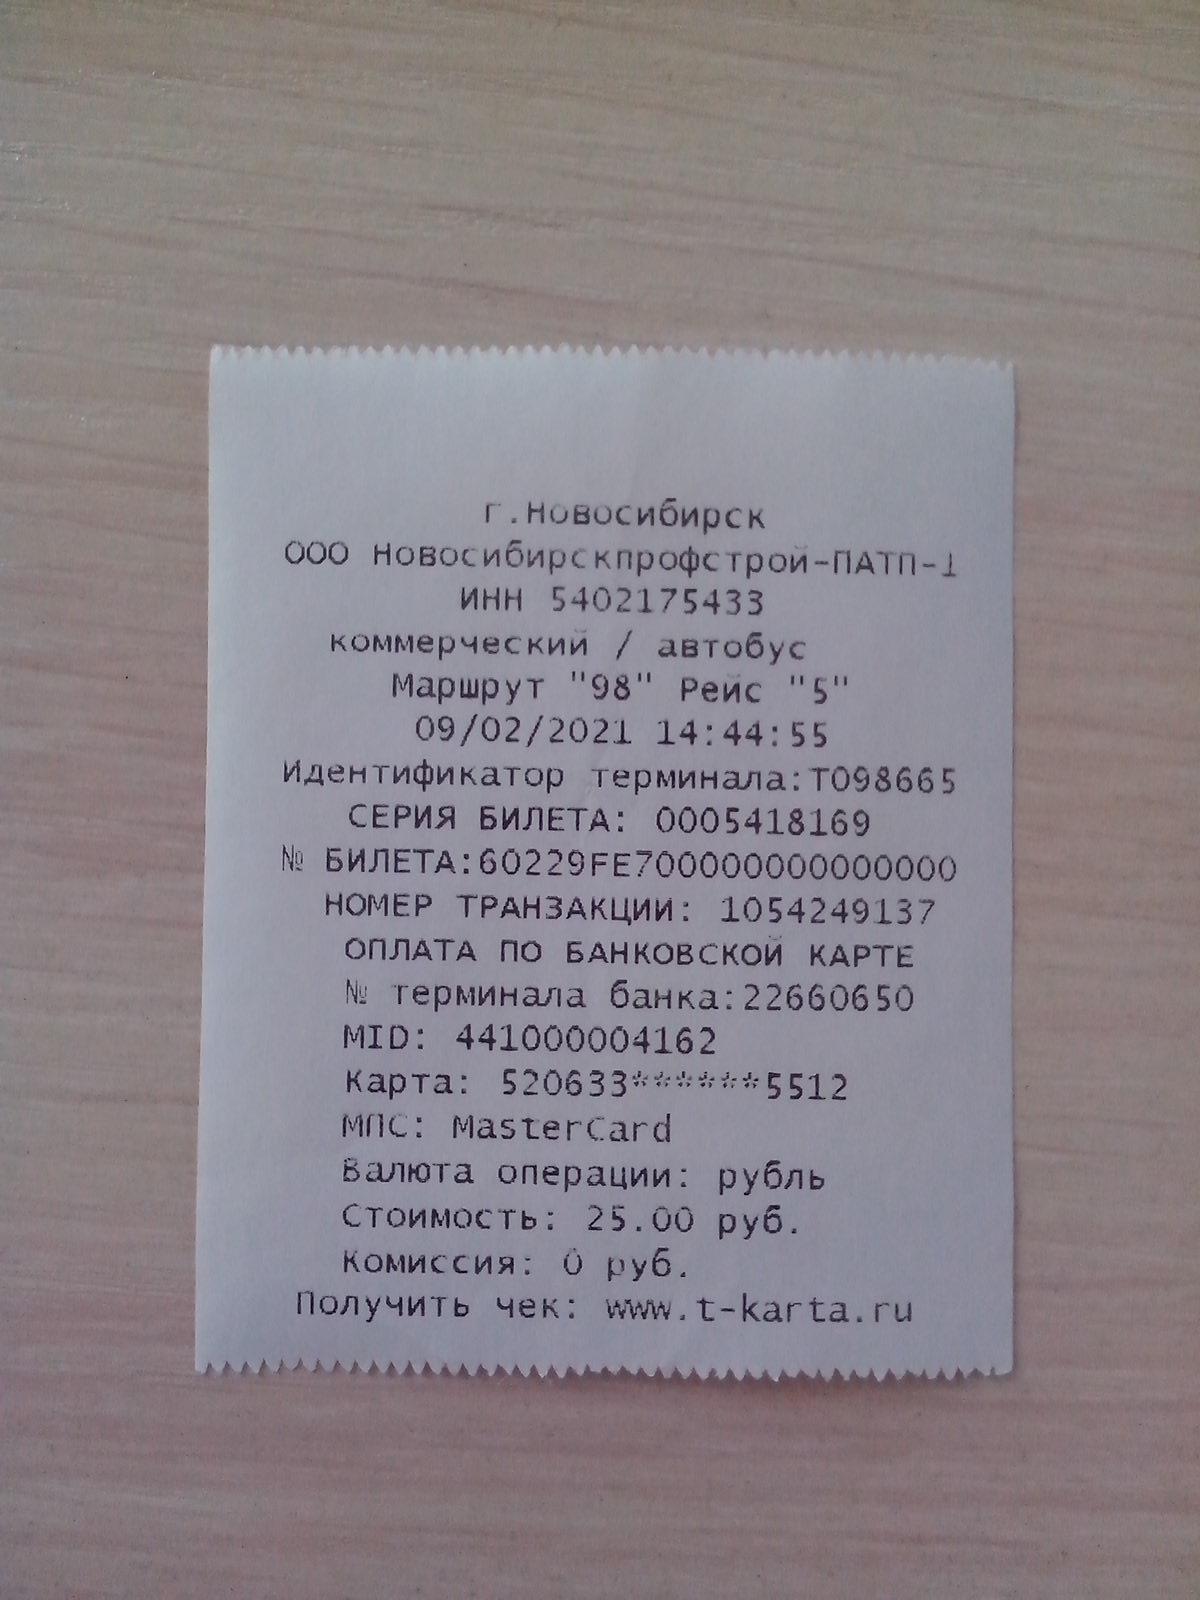 г.Новосибирск
ООО Новосибирскпрофстрой-ПАТП-1
ИНН 5402175433
коммерческий / автобус
Маршрут "98" Рейс "5"
09/02/2021 14:44:55
Идентификатор терминала:Т098665
СЕРИЯ БИЛЕТА: 0005418169
№ БИЛЕТА:60229FE700000000000000
НОМЕР ТРАНЗАКЦИИ: 1054249137
ОПЛАТА ПО БАНКОВСКОЙ КАРТЕ
№ терминала банка:22660650
MID: 441000004162
Карта: 520633******5512
МПС: MasterCard
Валюта операции: рубль
Стоимость: 25.00 руб.
Комиссия: 0 руб.
Получить чек: www.t-karta.ru